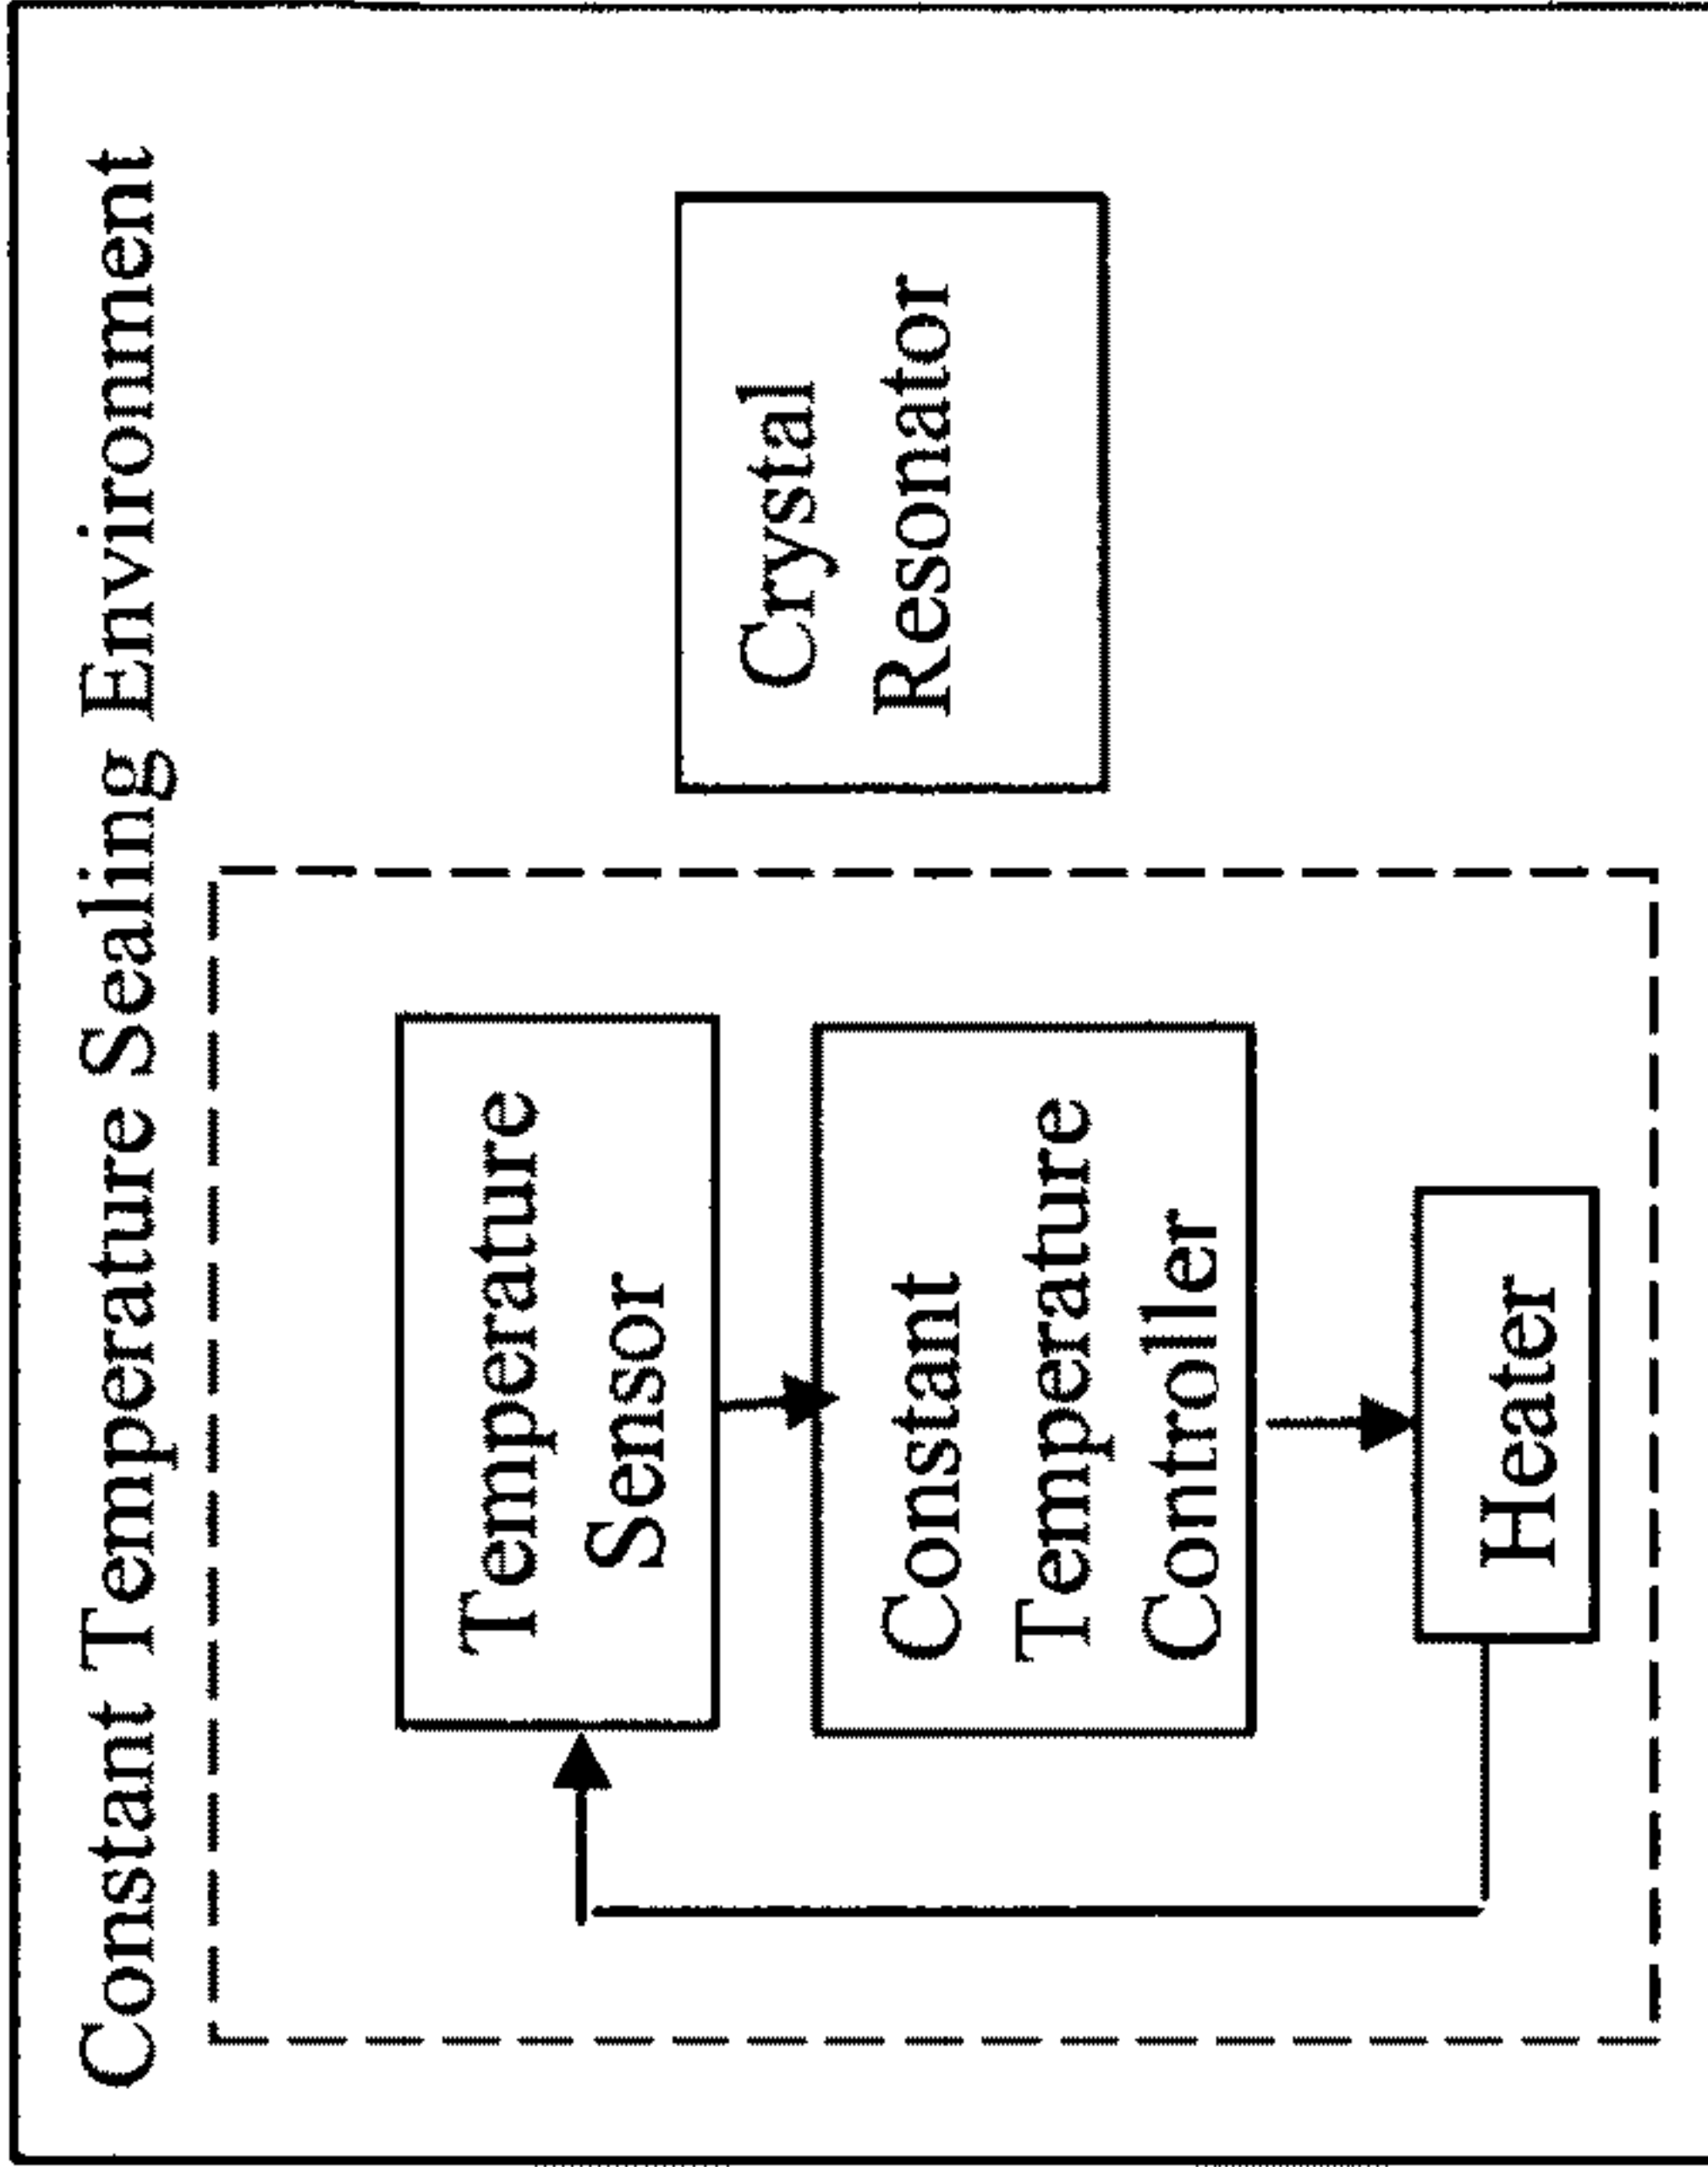 Constant Temperature Sealing Environment
Temperature
Sensor
Constant
Temperature
Controller
Heater
Crystal
Resonator